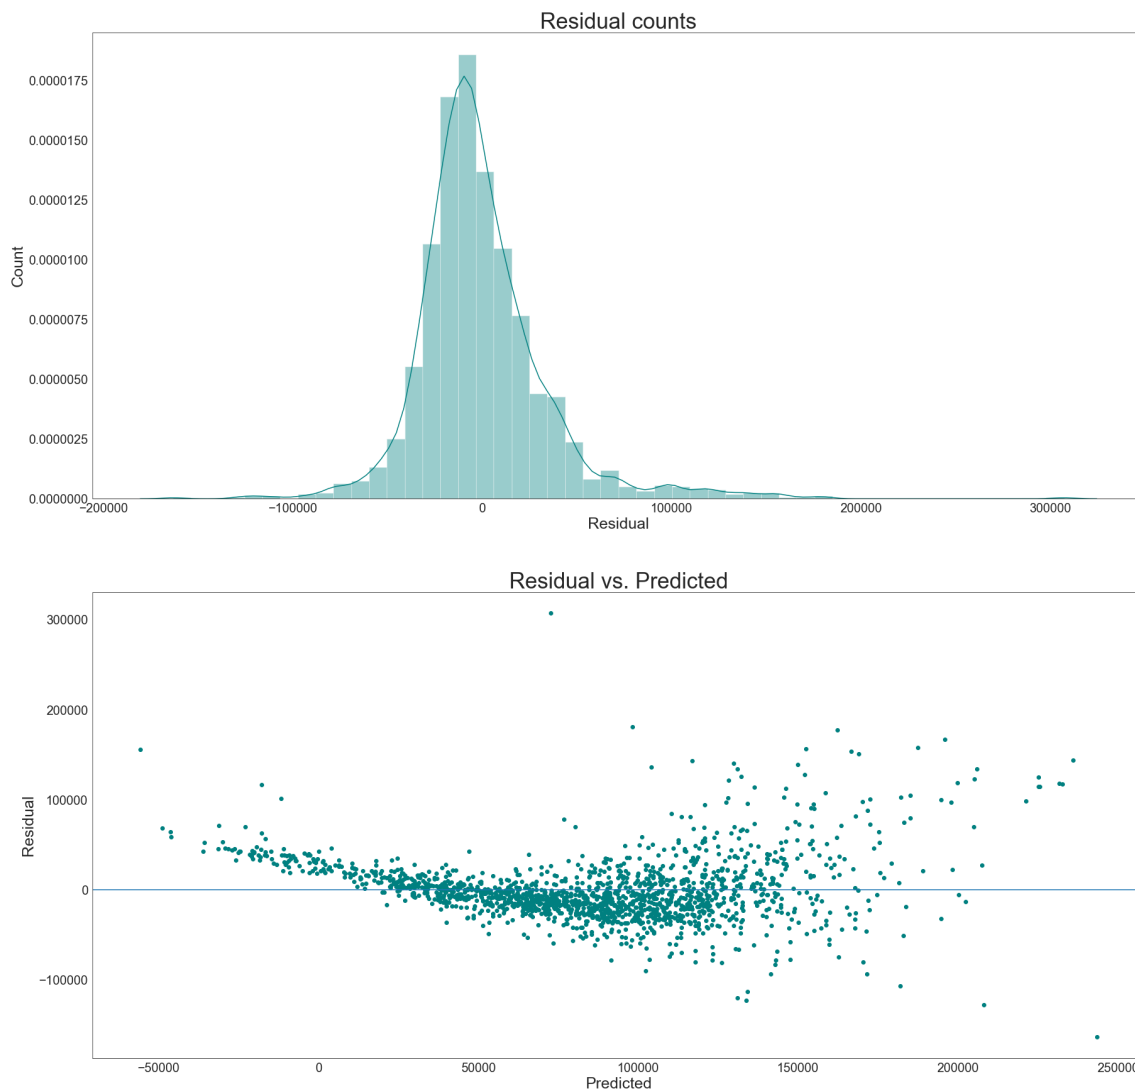 Residual counts
0.0000175
0.0000150
0.0000125
0.0000100
0.0000075
0.0000050
0.0000025
0.0000000
Count
−200000 −100000 0 100000 200000 300000
Residual
Residual vs. Predicted
300000
200000
100000
0
−100000
Residual
−50000 0 50000 100000 150000 200000 250000
Predicted